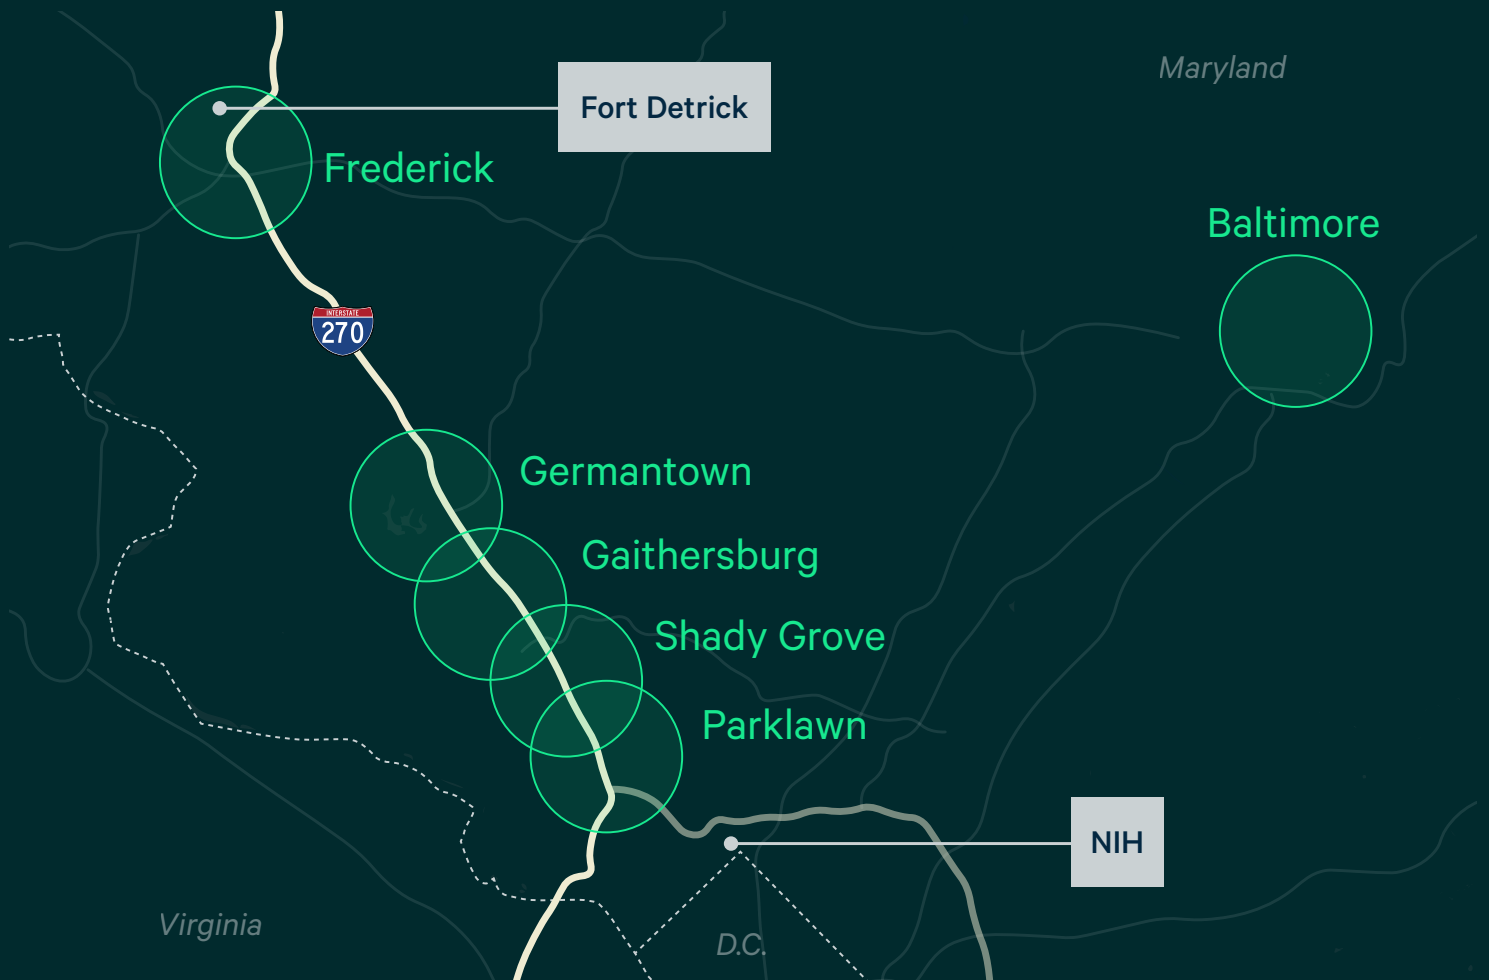 Maryland
Fort Detrick
Frederick
Baltimore
INTERSTATE
270
Germantown
Gaithersburg
Shady Grove
Parklawn
NIH
Virginia
D.C.